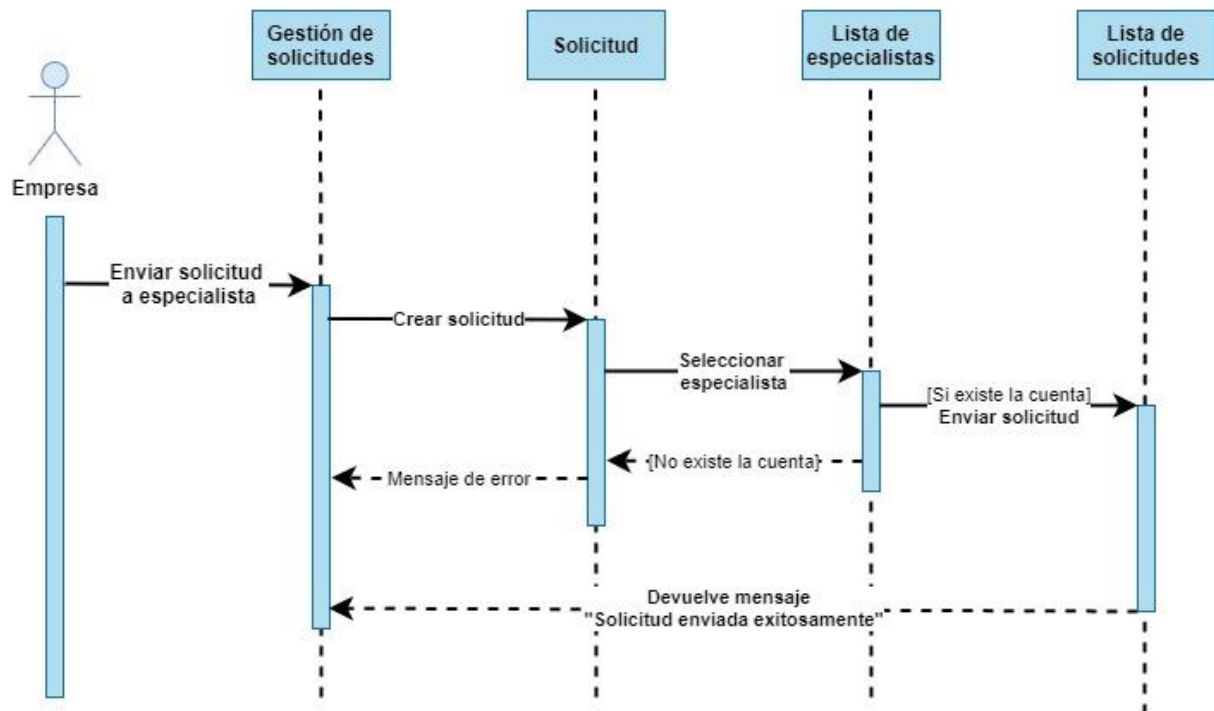 Gestión de
solicitudes
Solicitud
Lista de
especialistas
Lista de
solicitudes
Empresa
Enviar solicitud
a especialista
Crear solicitud
Seleccionar
especialista
[Si existe la cuenta]
Enviar solicitud
{No existe la cuenta}
Mensaje de error
Devuelve mensaje
"Solicitud enviada exitosamente"